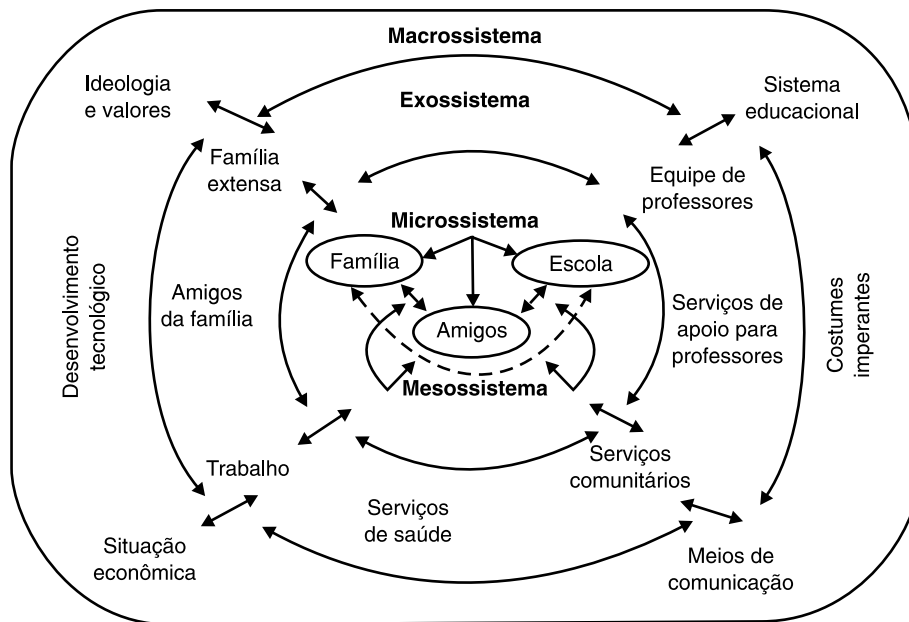 Macrossistema
Ideologia
e valores
Exossistema
Sistema
educacional
Família
extensa
Equipe de
professores
Microssistema
Família
Escola
Desenvolvimento
tecnológico
Amigos
da família
Amigos
Serviços de
apoio para
professores
Costumes
imperantes
Mesossistema
Trabalho
Serviços
comunitários
Serviços
de saúde
Situação
econômica
Meios de
comunicação